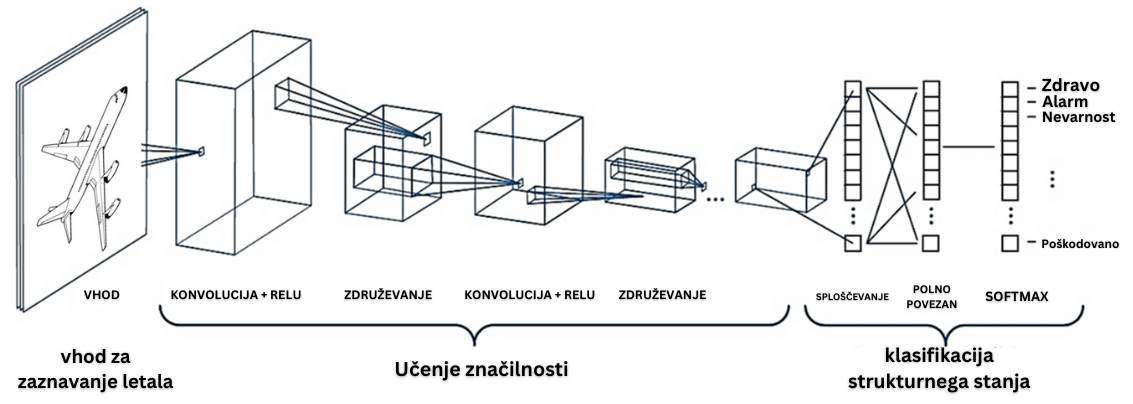 Zdravo
Alarm
Nevarnost
Poškodovano
VHOD
KONVOLUCIJA + RELU
ZDRUŽEVANJE
KONVOLUCIJA + RELU
ZDRUŽEVANJE
SPLOŠČEVANJE
POLNO
POVEZAN
SOFTMAX
vhod za
zaznavanje letala
Učenje značilnosti
klasifikacija
strukturnega stanja